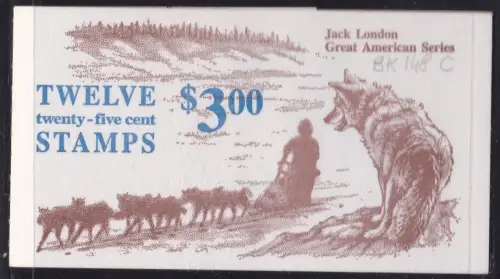 Jack London
Great American Series
BK 148 C
TWELVE
twenty-five cent
STAMPS
$3.00